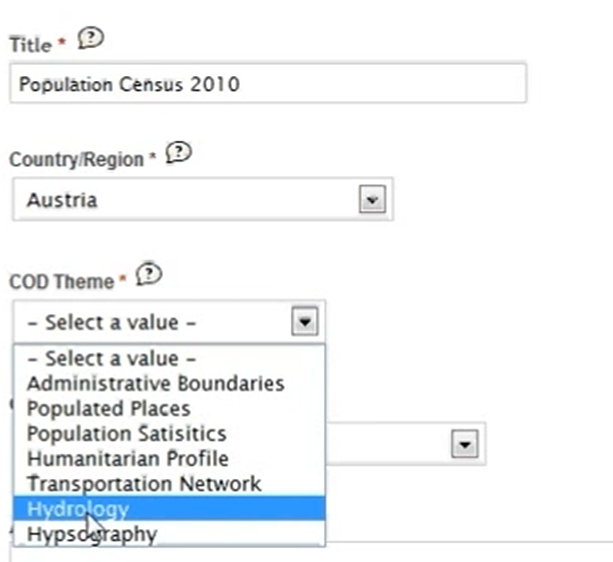 Title *
Population Census 2010
Country/Region *
Austria
COD Theme *
- Select a value -
- Select a value -
Administrative Boundaries
Populated Places
Population Satisitics
Humanitarian Profile
Transportation Network
Hydrology
Hypsography